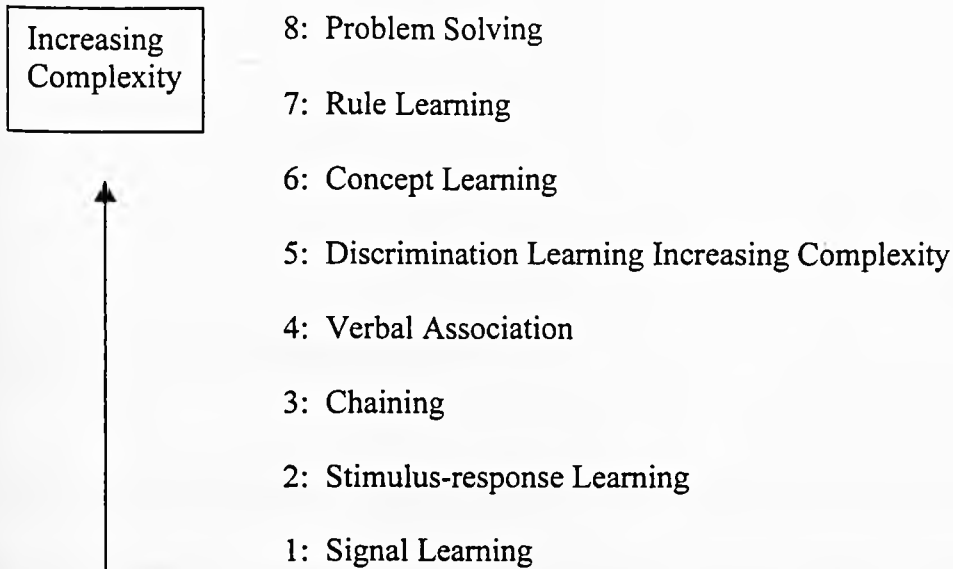 Increasing
Complexity
8: Problem Solving
7: Rule Learning
6: Concept Learning
5: Discrimination Learning Increasing Complexity
4: Verbal Association
3: Chaining
2: Stimulus-response Learning
1: Signal Learning